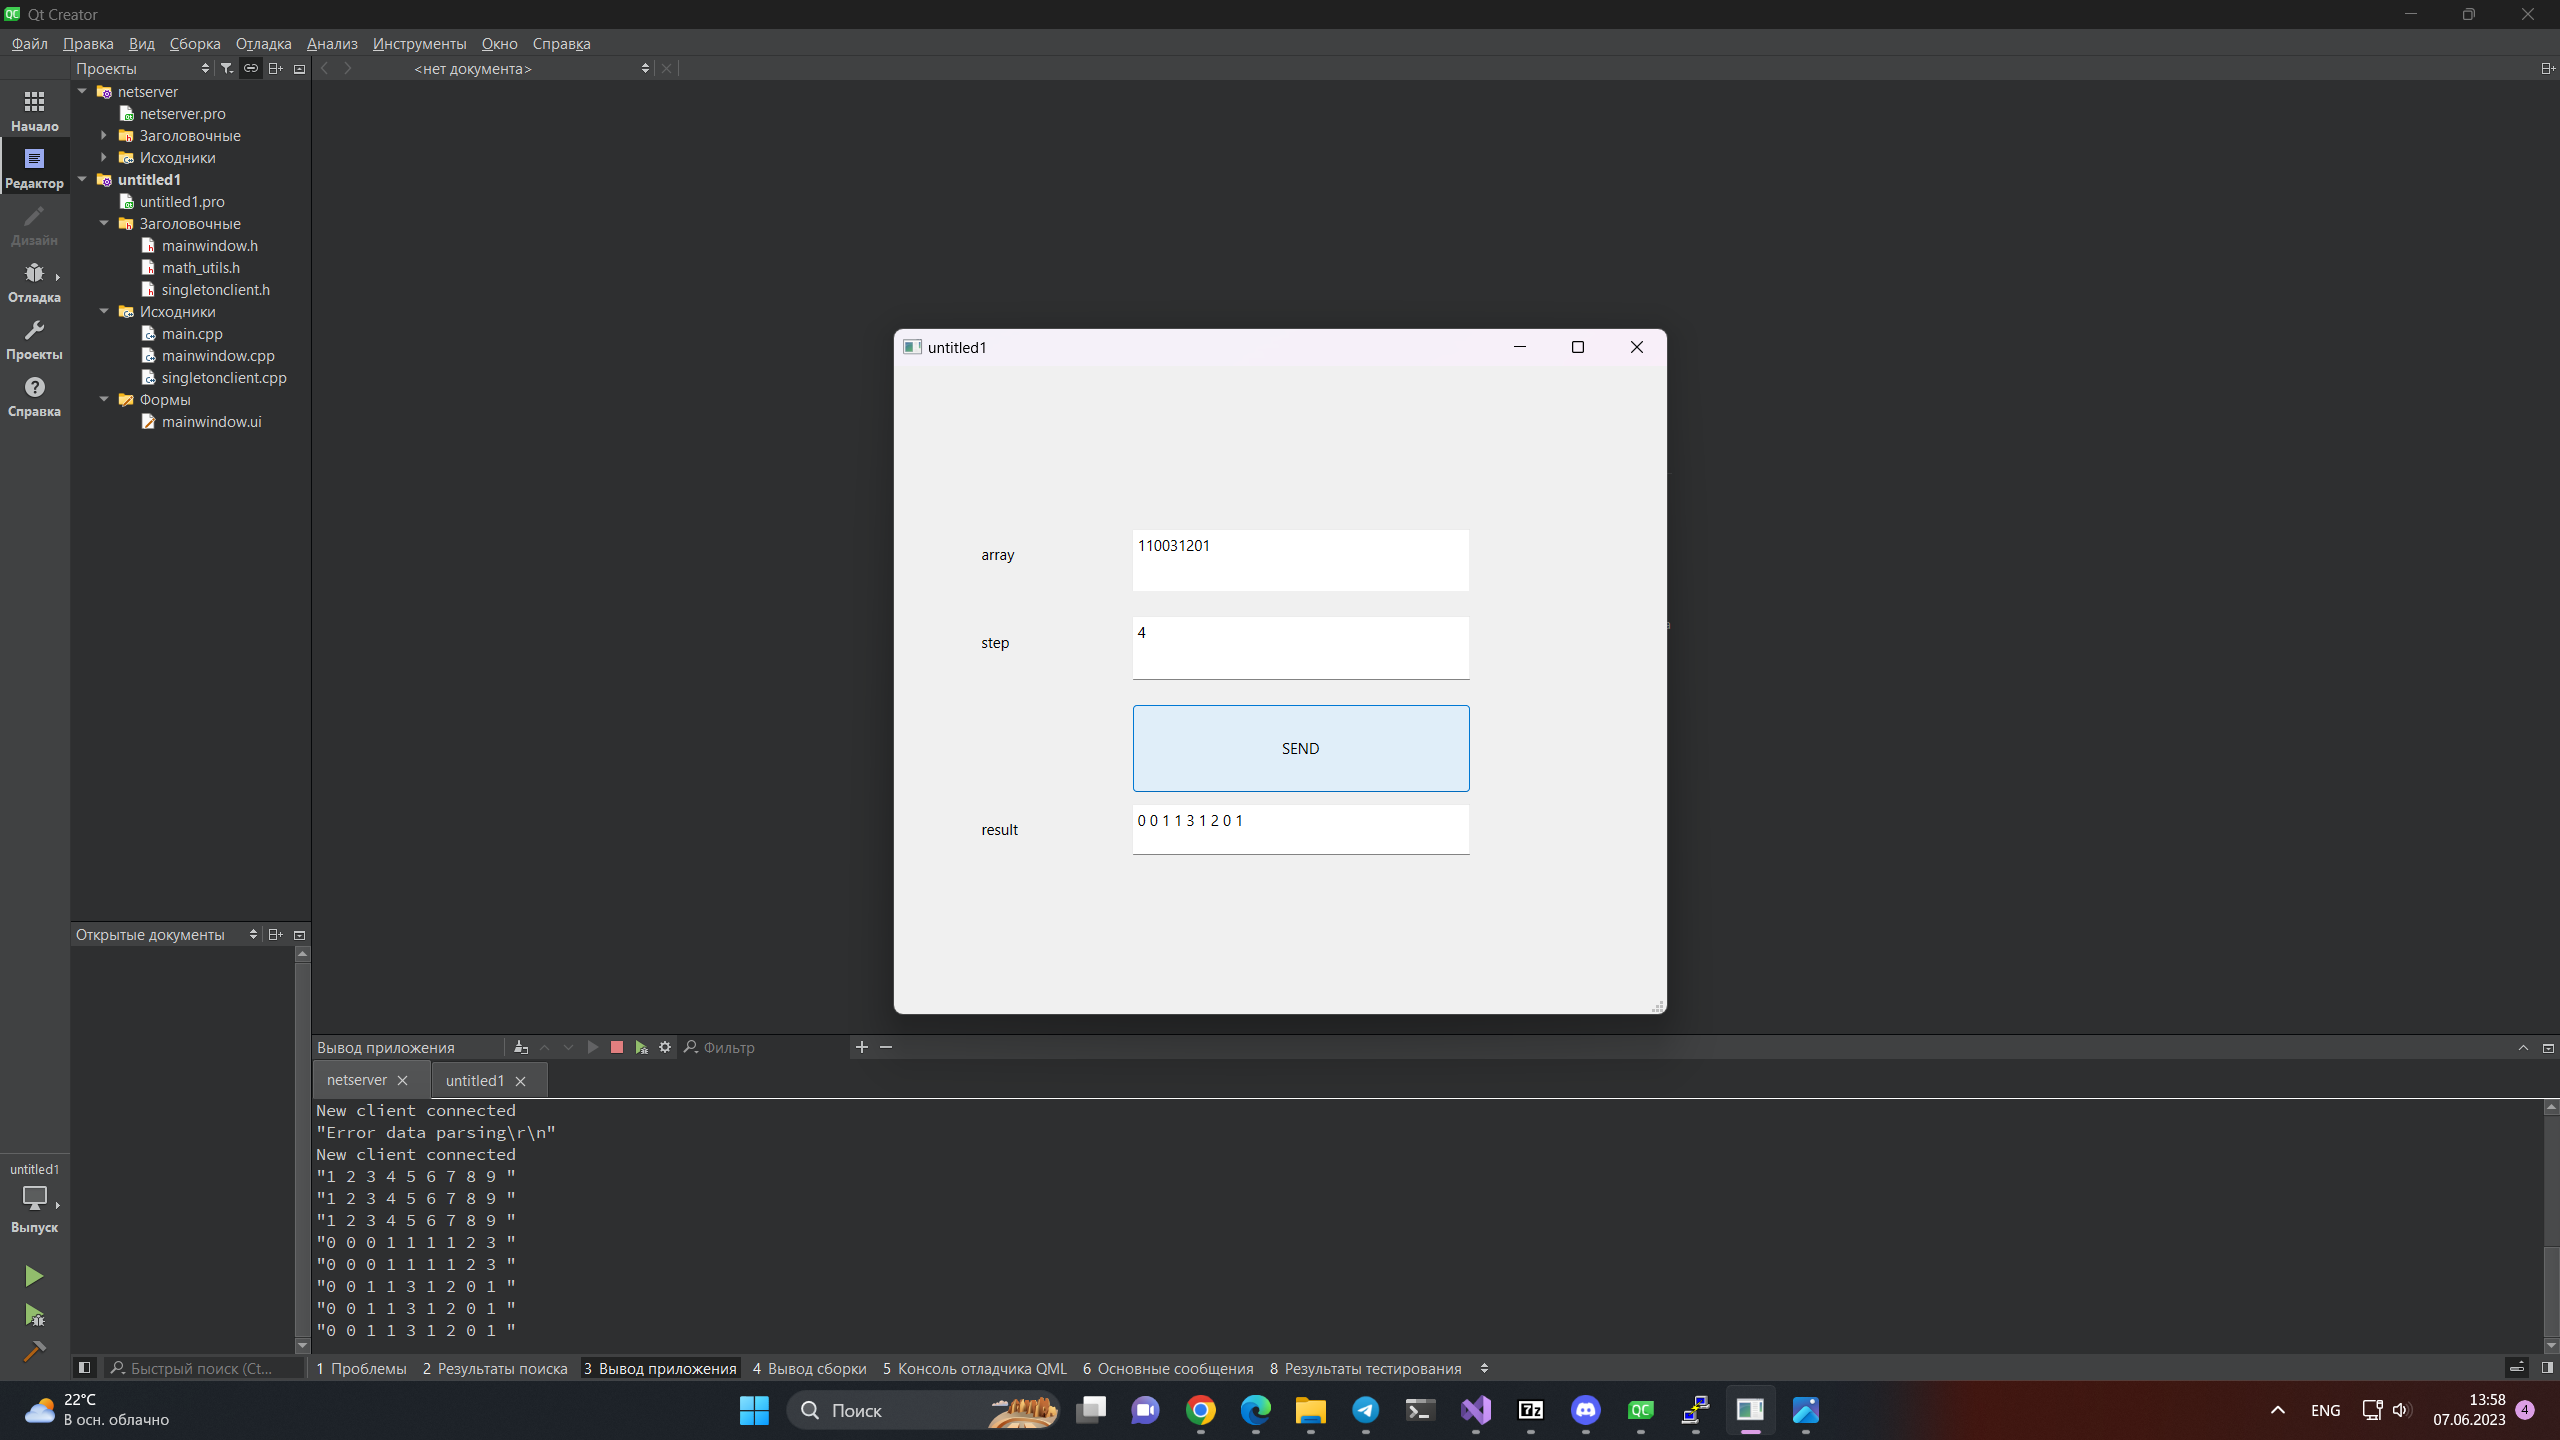 Qt Creator
Файл Правка Вид Сборка Отладка Анализ Инструменты Окно Справка
Проекты
<нет документа>
netserver
netserver.pro
Заголовочные
Исходники
untitled1
untitled1.pro
Заголовочные
mainwindow.h
math_utils.h
singletonclient.h
Исходники
main.cpp
mainwindow.cpp
singletonclient.cpp
Формы
mainwindow.ui
Начало
Редактор
Дизайн
Отладка
Проекты
Справка
untitled1
array
110031201
step
4
SEND
result
0 0 1 1 3 1 2 0 1
Открытые документы
Вывод приложения
Фильтр
netserver
untitled1
New client connected
"Error data parsing\r\n"
New client connected
"1 2 3 4 5 6 7 8 9 "
"1 2 3 4 5 6 7 8 9 "
"1 2 3 4 5 6 7 8 9 "
"0 0 0 1 1 1 1 2 3 "
"0 0 0 1 1 1 1 2 3 "
"0 0 1 1 3 1 2 0 1 "
"0 0 1 1 3 1 2 0 1 "
"0 0 1 1 3 1 2 0 1 "
untitled1
Выпуск
Быстрый поиск (Ct...
1 Проблемы 2 Результаты поиска 3 Вывод приложения 4 Вывод сборки 5 Консоль отладчика QML 6 Основные сообщения 8 Результаты тестирования
22°C
В осн. облачно
Поиск
7z
QC
ENG
13:58
07.06.2023
4